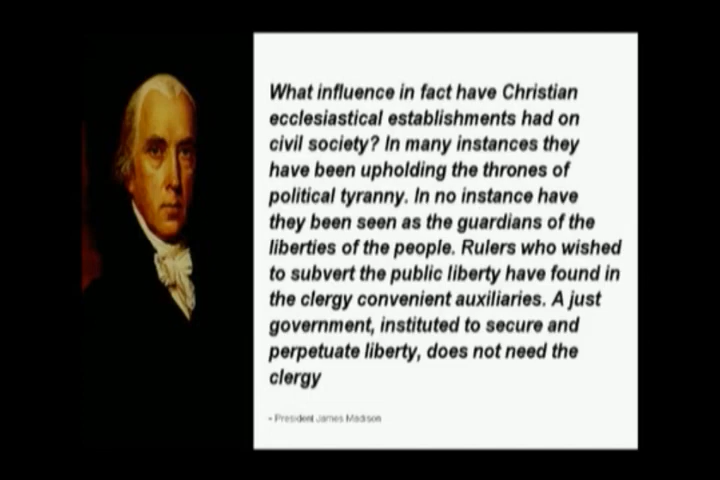 What influence in fact have Christian
ecclesiastical establishments had on
civil society? In many instances they
have been upholding the thrones of
political tyranny. In no instance have
they been seen as the guardians of the
liberties of the people. Rulers who wished
to subvert the public liberty have found in
the clergy convenient auxiliaries. A just
government, instituted to secure and
perpetuate liberty, does not need the
clergy
- President James Madison